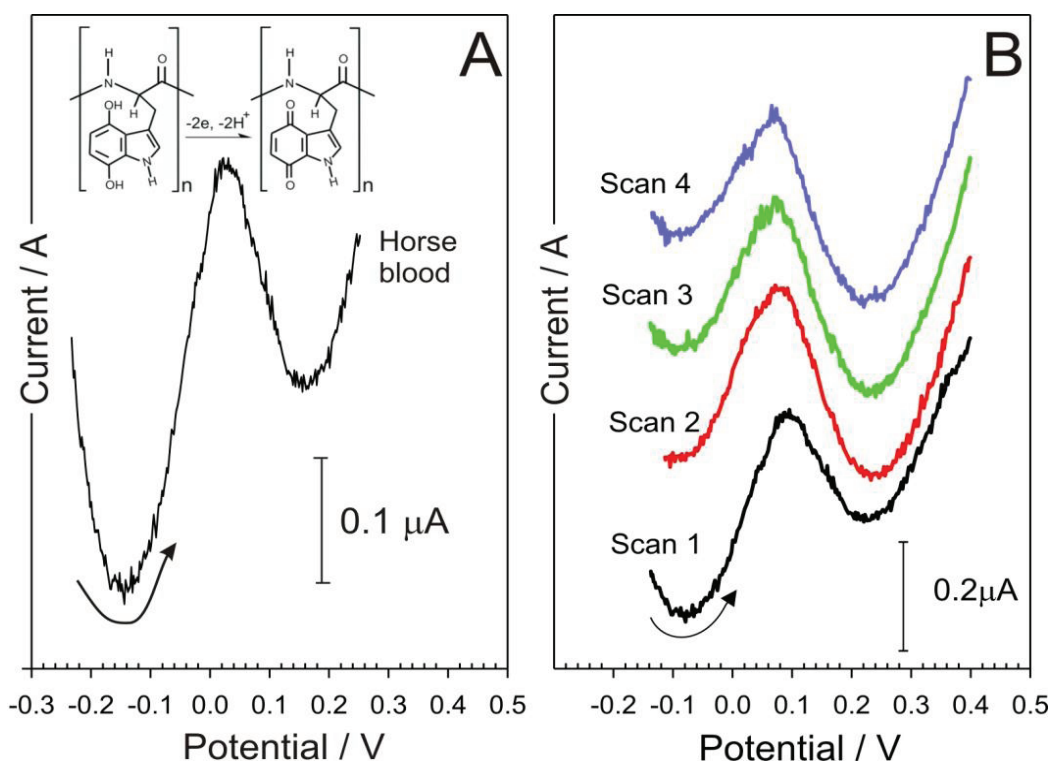 A
H
N
O
H
OH
OH
N
H
n
-2e, -2H+
H
N
O
H
O
O
N
H
n
Horse
blood
Current / A
0.1 µA
-0.3 -0.2 -0.1 0.0 0.1 0.2 0.3 0.4 0.5
Potential / V
B
Scan 4
Scan 3
Scan 2
Scan 1
Current / A
0.2µA
-0.2 -0.1 0.0 0.1 0.2 0.3 0.4 0.5
Potential / V